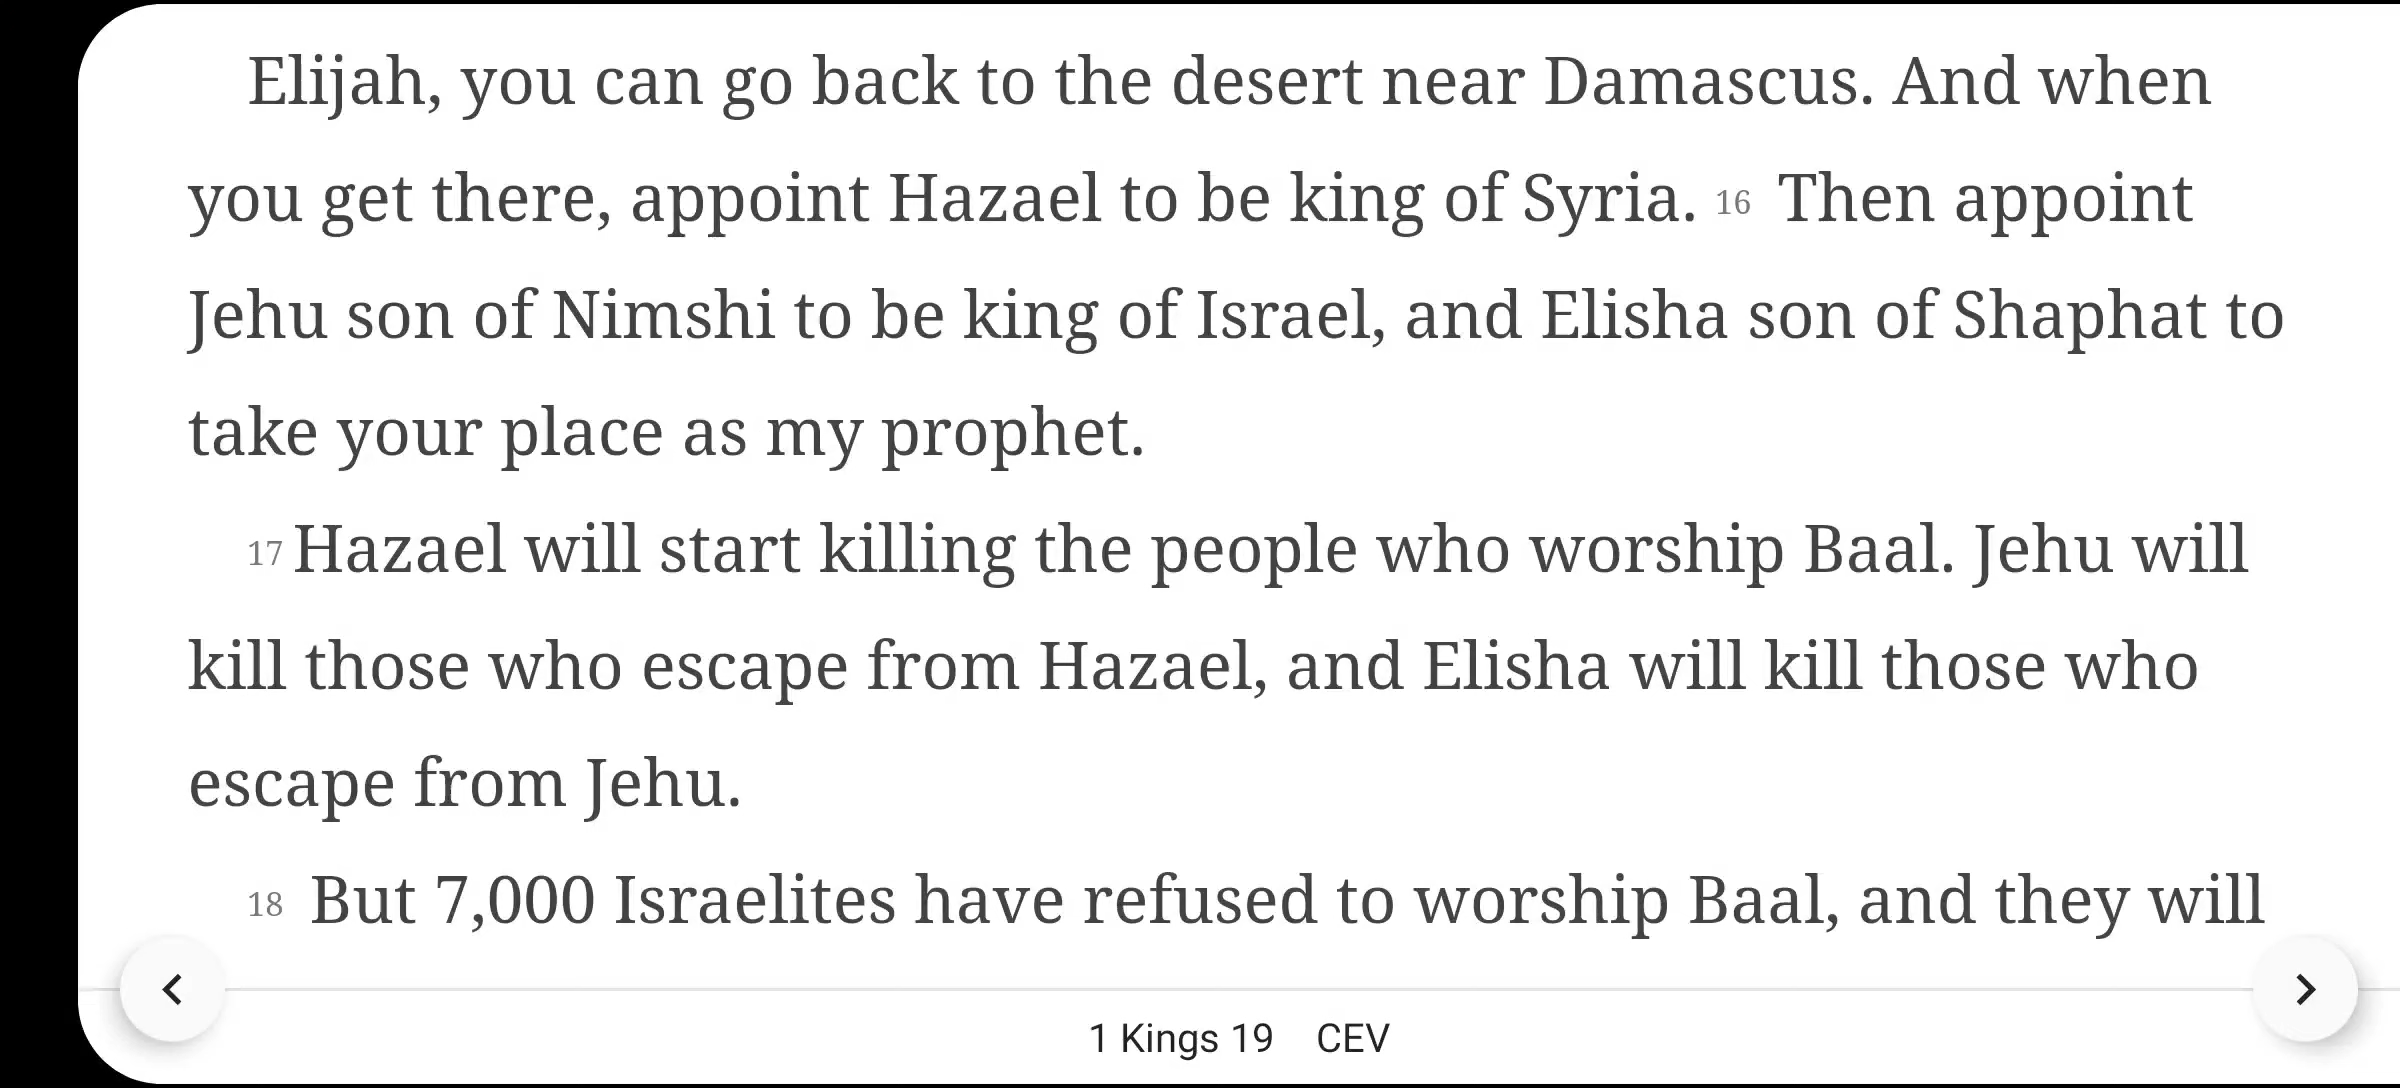 Elijah, you can go back to the desert near Damascus. And when
you get there, appoint Hazael to be king of Syria. 16 Then appoint
Jehu son of Nimshi to be king of Israel, and Elisha son of Shaphat to
take your place as my prophet.
17 Hazael will start killing the people who worship Baal. Jehu will
kill those who escape from Hazael, and Elisha will kill those who
escape from Jehu.
18 But 7,000 Israelites have refused to worship Baal, and they will
1 Kings 19 CEV